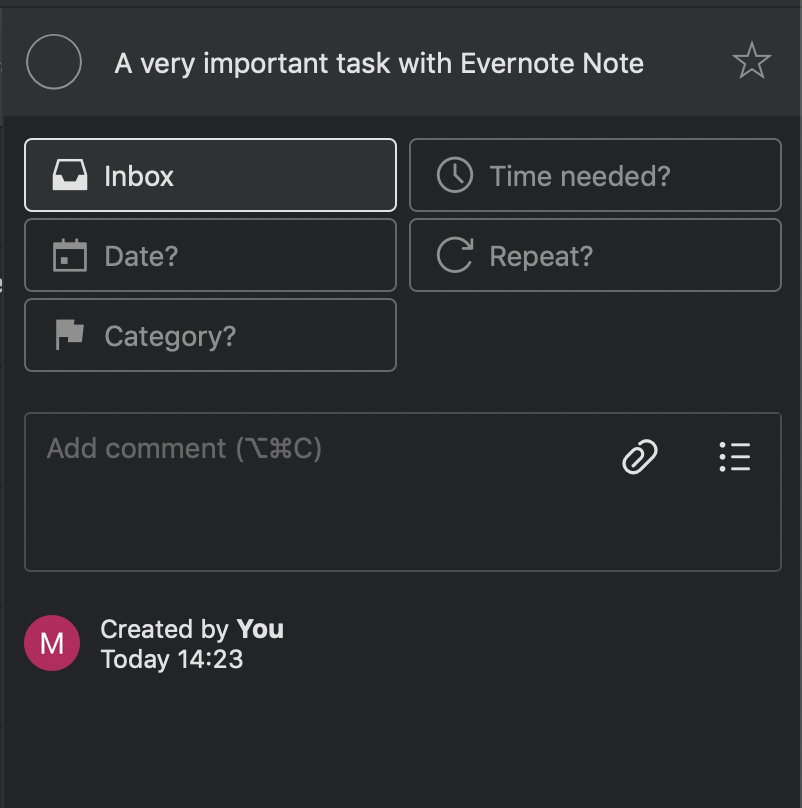 A very important task with Evernote Note
Inbox
Time needed?
Date?
Repeat?
Category?
Add comment (⌥⌘C)
M
Created by You
Today 14:23